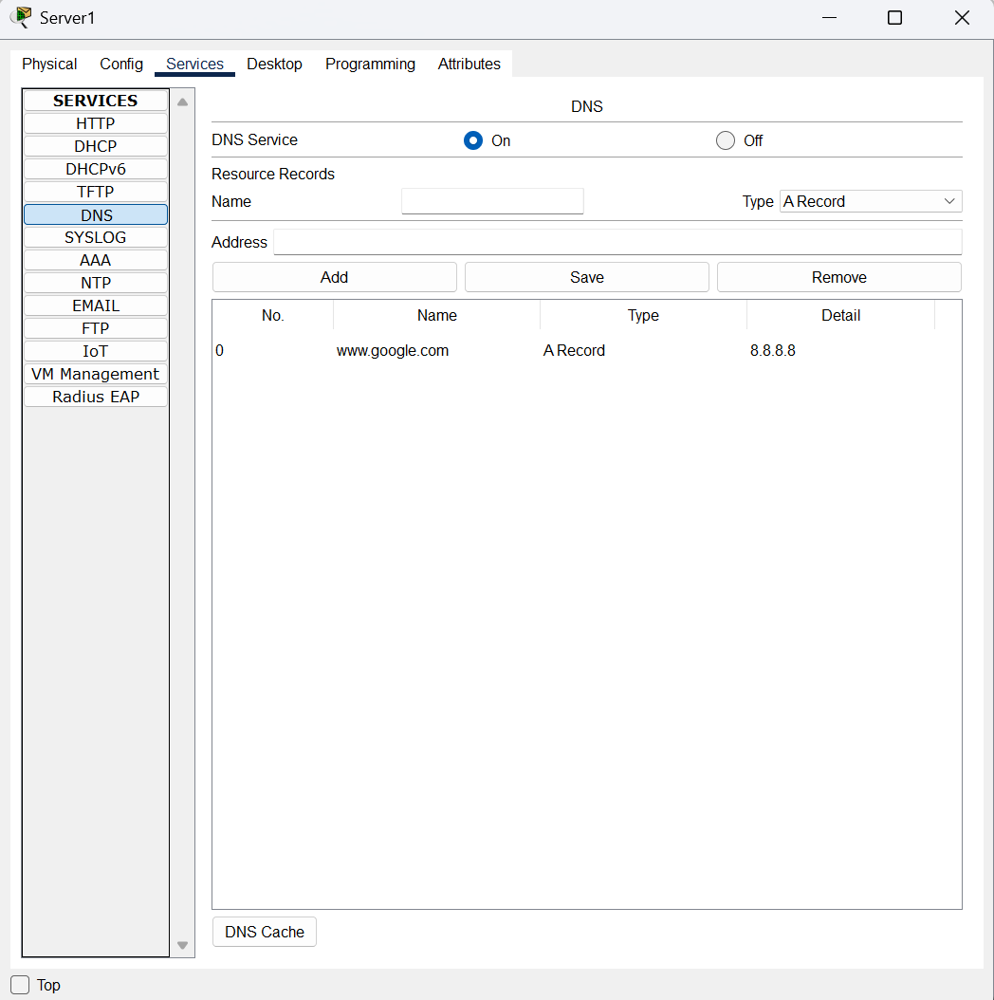 Server1
Physical Config Services Desktop Programming Attributes
SERVICES
HTTP
DHCP
DHCPv6
TFTP
DNS
SYSLOG
AAA
NTP
EMAIL
FTP
IoT
VM Management
Radius EAP
DNS
DNS Service On Off
Resource Records
Name Type A Record
Address
Add Save Remove
No. Name Type Detail
0 www.google.com A Record 8.8.8.8
DNS Cache
Top